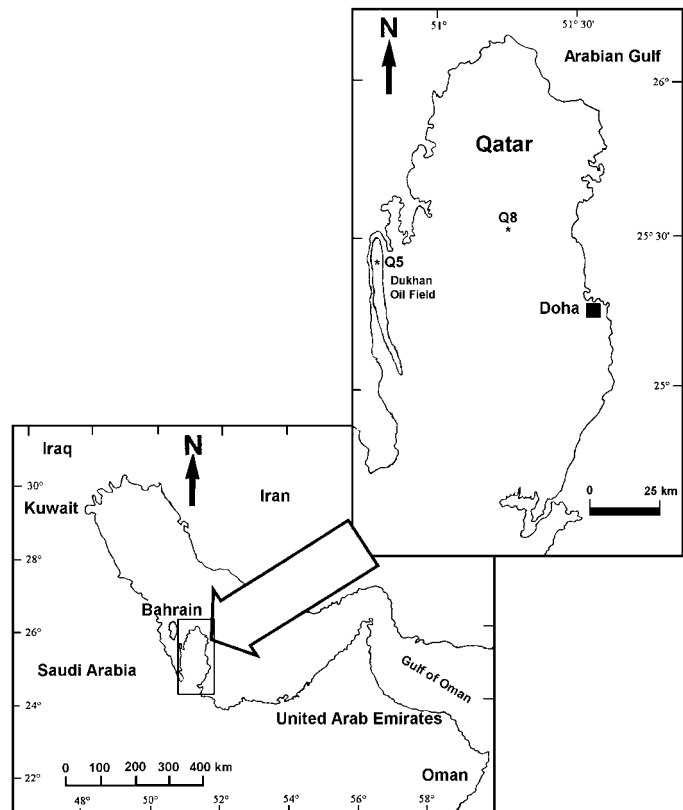 51°
51° 30'
N
Arabian Gulf
26°
Qatar
Q8
25° 30'
Q5
Dukhan
Oil Field
Doha
25°
0 25 km
N
Iraq
30°
Iran
Kuwait
28°
Bahrain
26°
Saudi Arabia
Gulf of Oman
24°
United Arab Emirates
0 100 200 300 400 km
Oman
22°
48° 50° 52° 54° 56° 58°